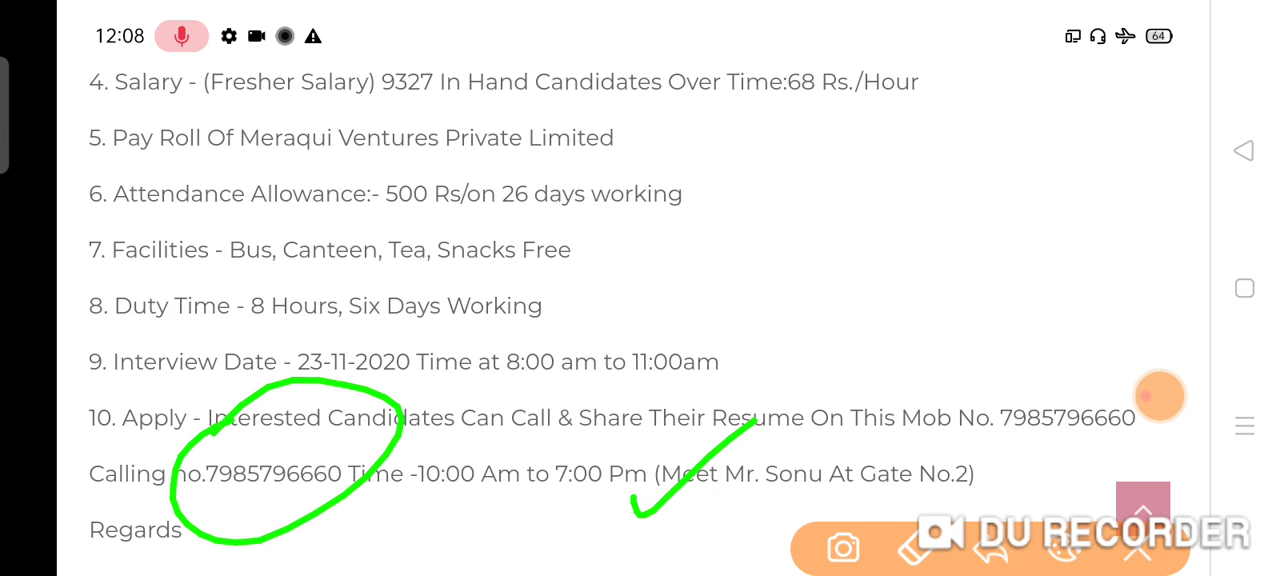 12:08
64
4. Salary - (Fresher Salary) 9327 In Hand Candidates Over Time:68 Rs./Hour
5. Pay Roll Of Meraqui Ventures Private Limited
6. Attendance Allowance:- 500 Rs/on 26 days working
7. Facilities - Bus, Canteen, Tea, Snacks Free
8. Duty Time - 8 Hours, Six Days Working
9. Interview Date - 23-11-2020 Time at 8:00 am to 11:00am
10. Apply - Interested Candidates Can Call & Share Their Resume On This Mob No. 7985796660
Calling no.7985796660 Time -10:00 Am to 7:00 Pm (Meet Mr. Sonu At Gate No.2)
Regards
DU RECORDER